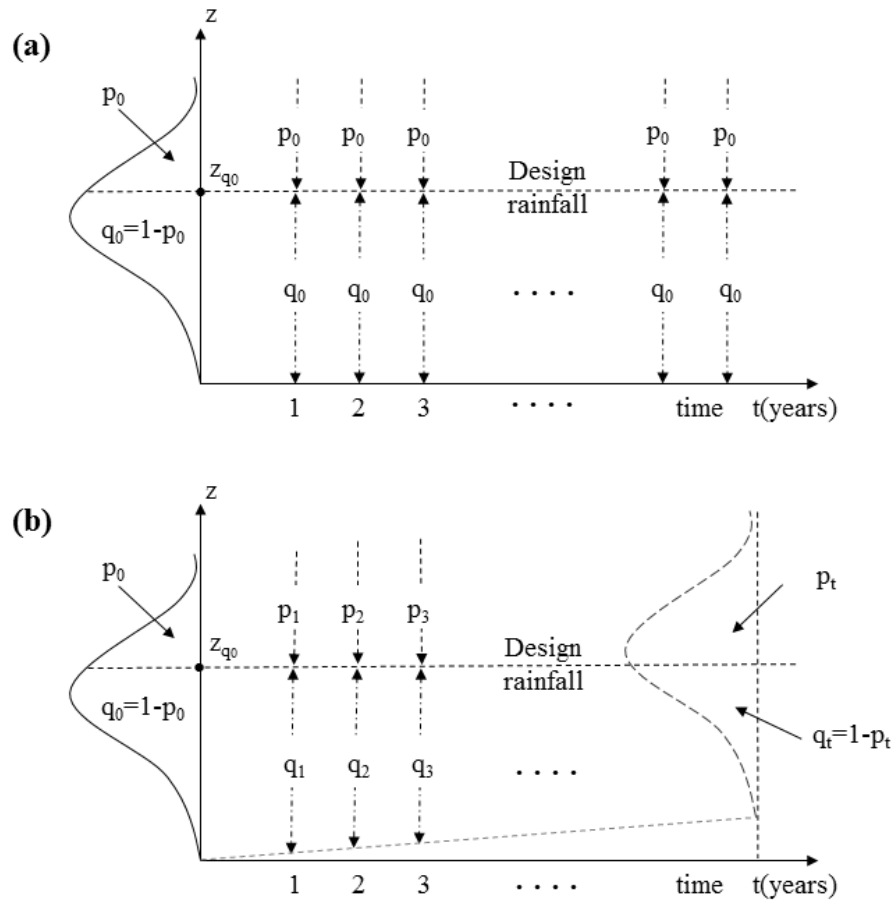 z
(a)
p₀
p₀ p₀ p₀ p₀ p₀
z_q₀
Design
rainfall
q₀=1-p₀
q₀ q₀ q₀ . . . . q₀ q₀
1 2 3 . . . . time t(years)
z
(b)
p₀
pₜ
p₁ p₂ p₃
z_q₀
Design
rainfall
q₀=1-p₀
qₜ=1-pₜ
q₁ q₂ q₃ . . . .
1 2 3 . . . . time t(years)